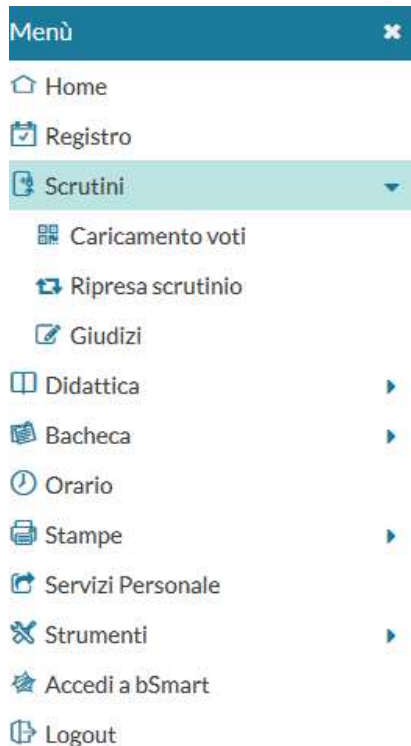 Menù
Home
Registro
Scrutini
Caricamento voti
Ripresa scrutinio
Giudizi
Didattica
Bacheca
Orario
Stampe
Servizi Personale
Strumenti
Accedi a bSmart
Logout